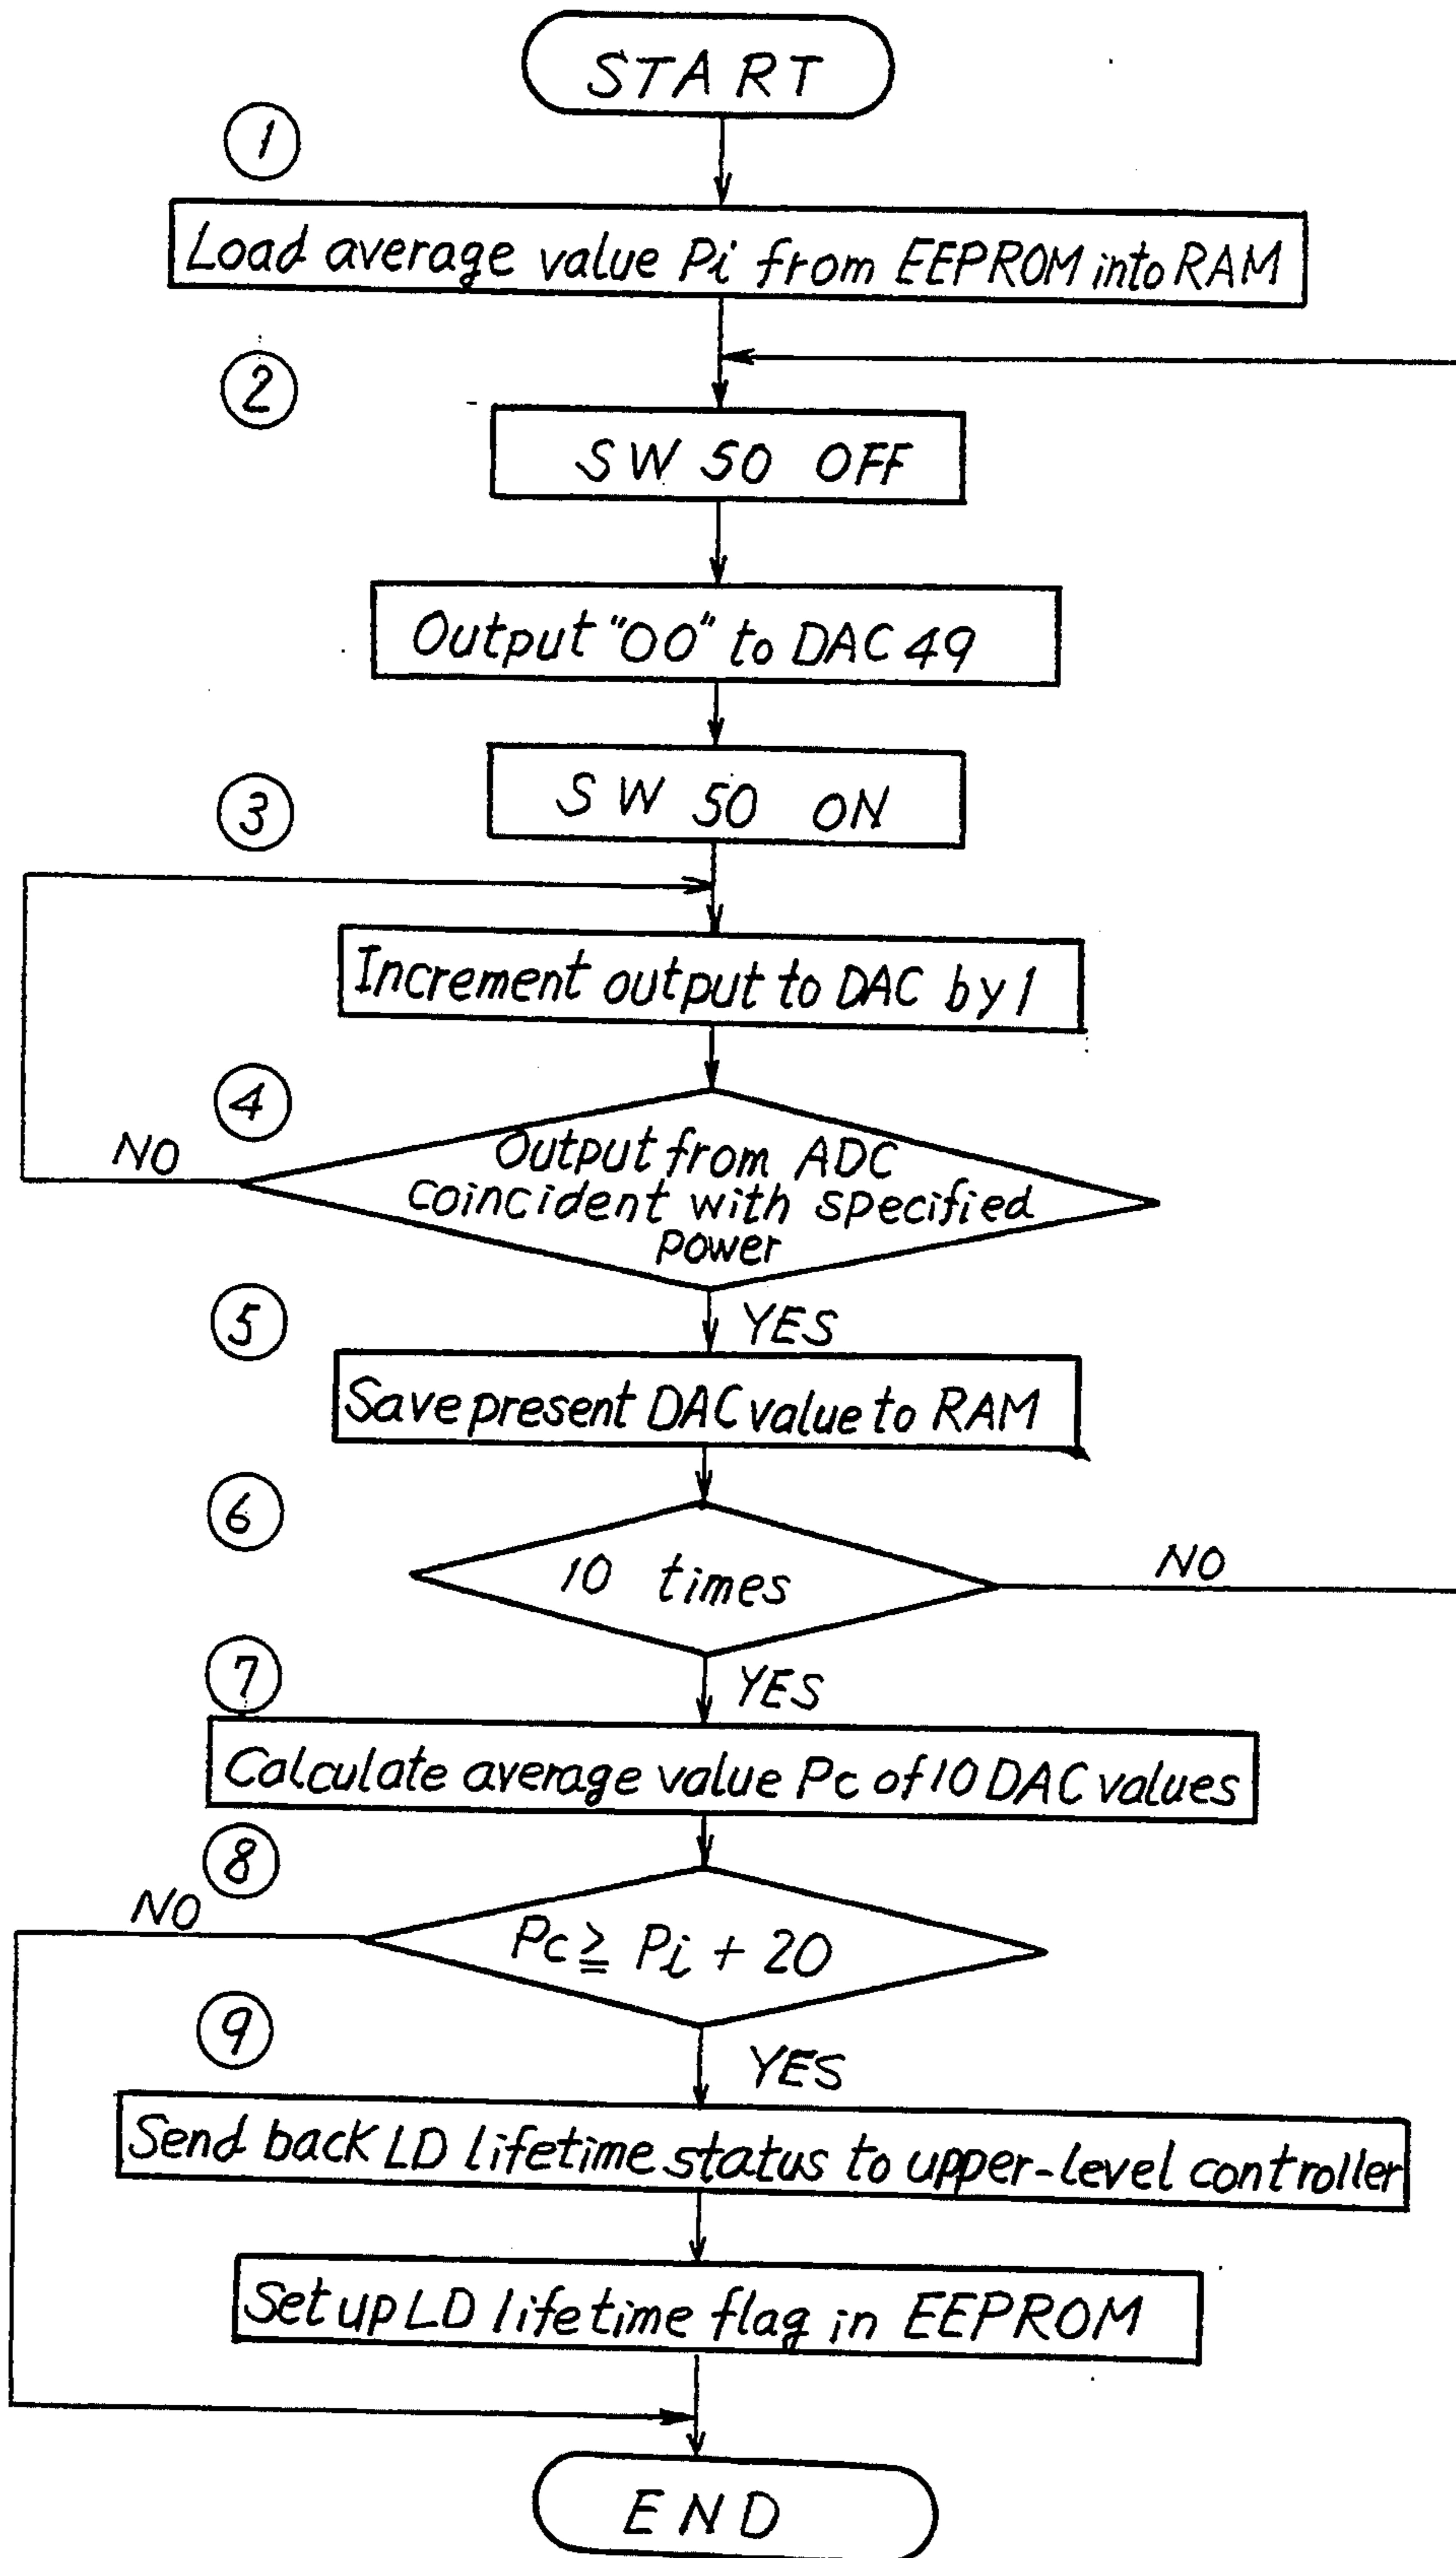 START
①
Load average value Pi from EEPROM into RAM
②
SW 50 OFF
Output "00" to DAC 49
SW 50 ON
③
Increment output to DAC by 1
④
NO
Output from ADC
coincident with specified
power
⑤
YES
Save present DAC value to RAM
⑥
10 times
NO
⑦
YES
Calculate average value Pc of 10 DAC values
⑧
NO
Pc ≧ Pi + 20
⑨
YES
Send back LD lifetime status to upper-level controller
Set up LD lifetime flag in EEPROM
END